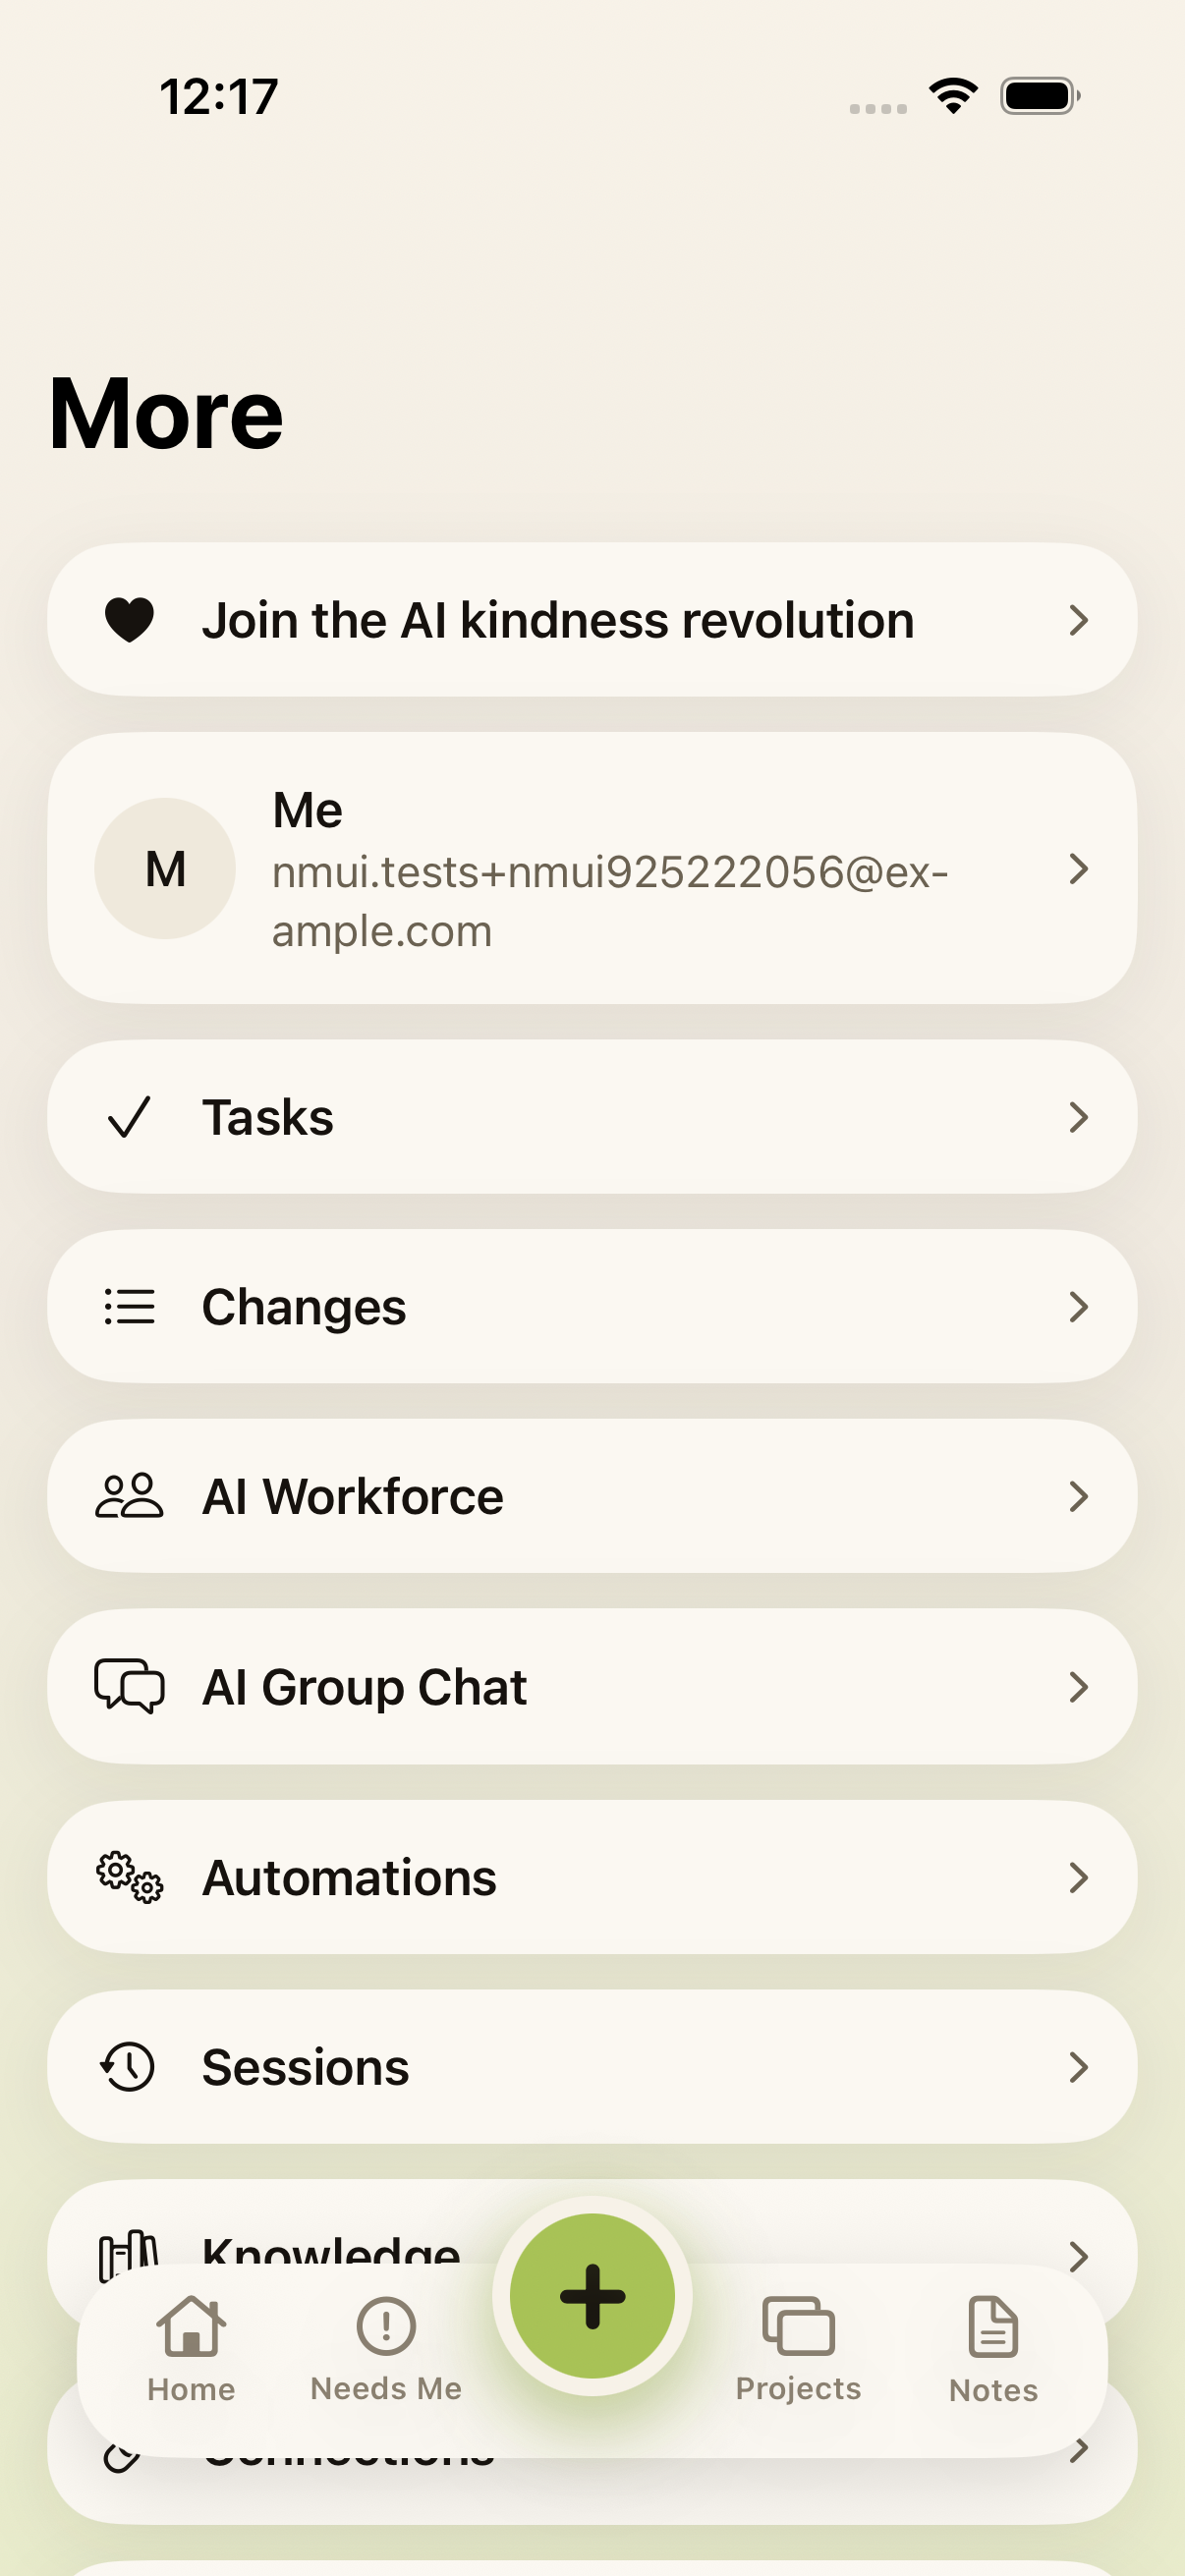 12:17
More
Join the AI kindness revolution
M
Me
nmui.tests+nmui925222056@ex-
ample.com
Tasks
Changes
AI Workforce
AI Group Chat
Automations
Sessions
Knowledge
Home
Needs Me
Projects
Notes
Connections